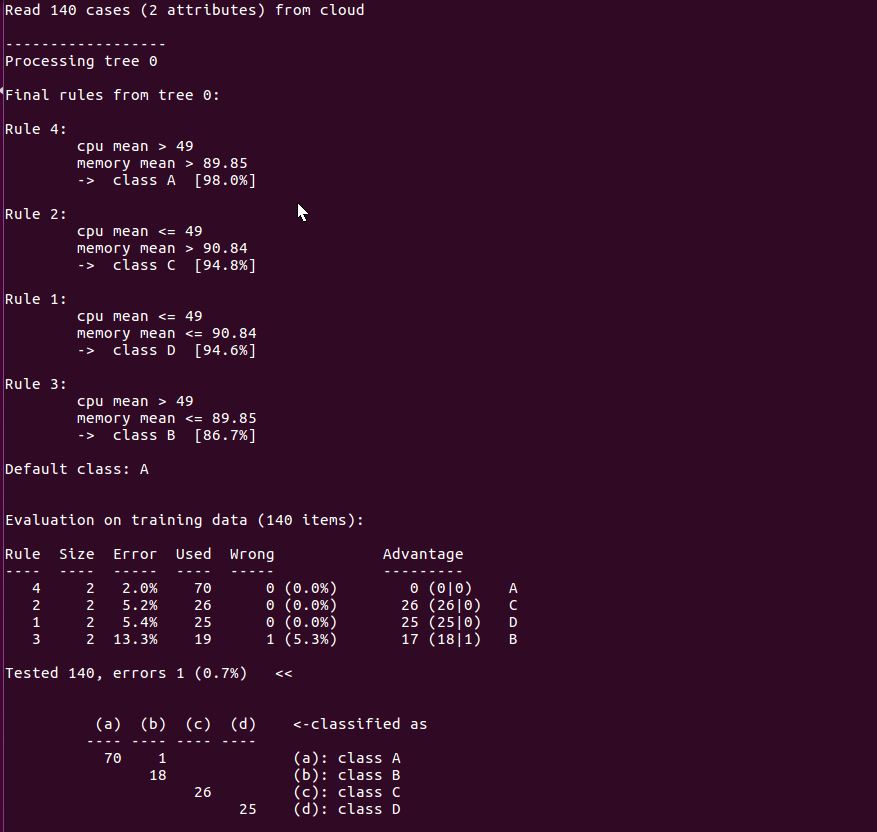 Read 140 cases (2 attributes) from cloud
------------------
Processing tree 0
Final rules from tree 0:
Rule 4:
cpu mean > 49
memory mean > 89.85
->  class A  [98.0%]
Rule 2:
cpu mean <= 49
memory mean > 90.84
->  class C  [94.8%]
Rule 1:
cpu mean <= 49
memory mean <= 90.84
->  class D  [94.6%]
Rule 3:
cpu mean > 49
memory mean <= 89.85
->  class B  [86.7%]
Default class: A
Evaluation on training data (140 items):
Rule  Size  Error  Used  Wrong            Advantage
----  ----  -----  ----  -----            ---------
   4     2   2.0%    70      0 (0.0%)        0 (0|0)    A
   2     2   5.2%    26      0 (0.0%)       26 (26|0)   C
   1     2   5.4%    25      0 (0.0%)       25 (25|0)   D
   3     2  13.3%    19      1 (5.3%)       17 (18|1)   B
Tested 140, errors 1 (0.7%)   <<
(a)  (b)  (c)  (d)    <-classified as
---- ---- ---- ----
70    1              (a): class A
18              (b): class B
26         (c): class C
25    (d): class D